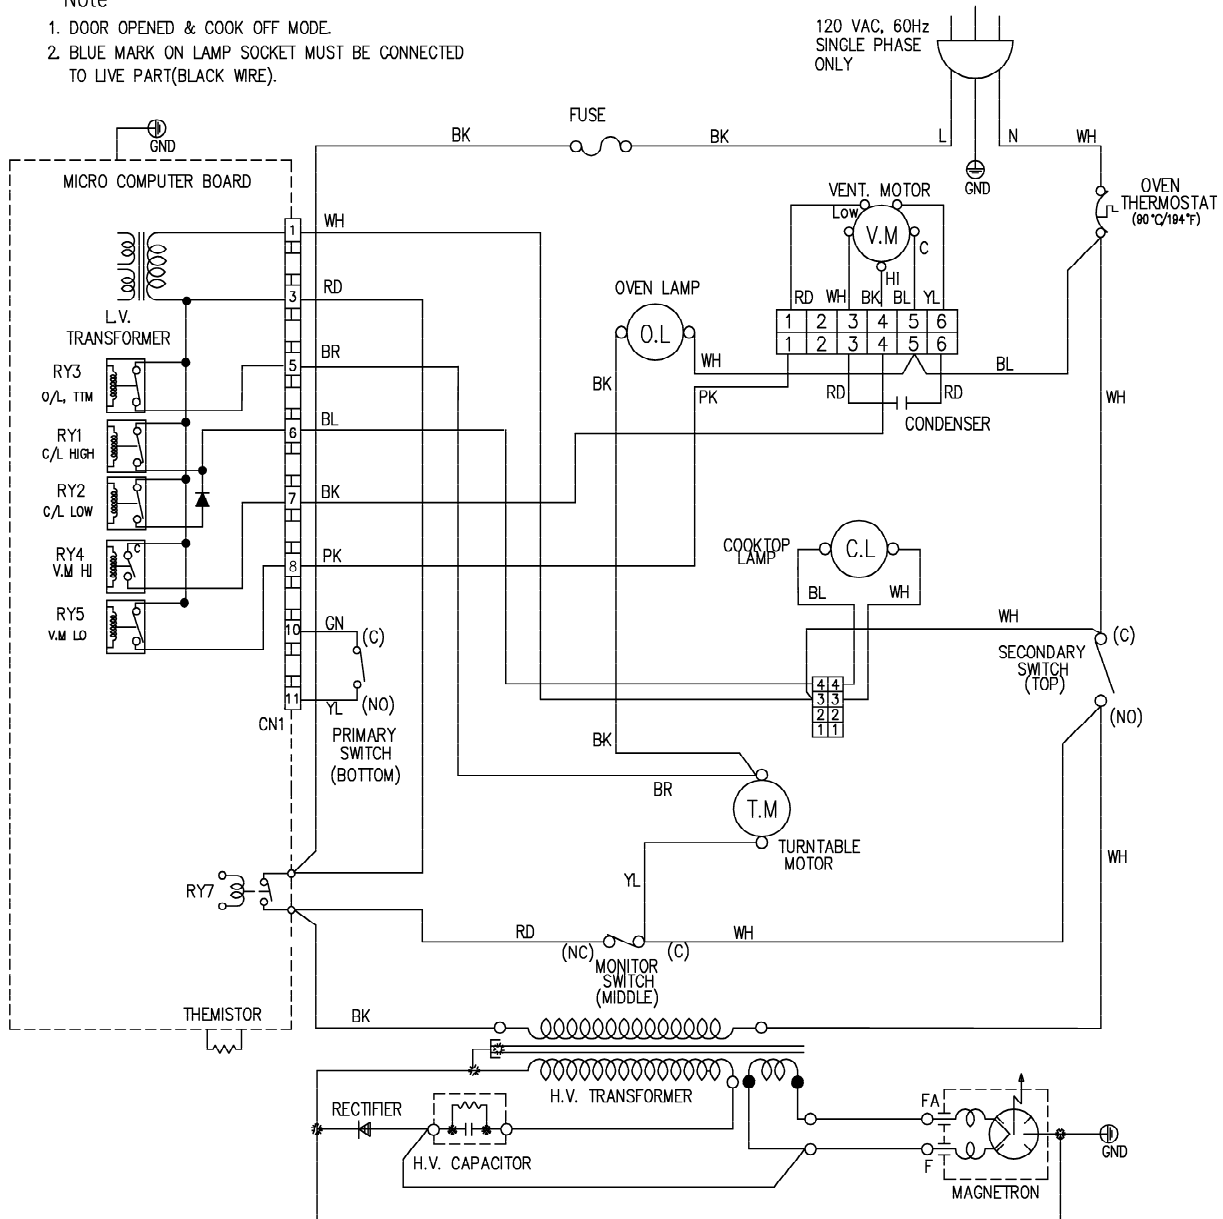 Note
1. DOOR OPENED & COOK OFF MODE.
2. BLUE MARK ON LAMP SOCKET MUST BE CONNECTED
TO LIVE PART(BLACK WIRE).
120 VAC, 60Hz
SINGLE PHASE
ONLY
FUSE
BK
BK
L
N
WH
GND
GND
MICRO COMPUTER BOARD
OVEN
THERMOSTAT
(90°C/194°F)
VENT. MOTOR
Low
V.M
C
HI
RD
WH
BK
BL
YL
1 2 3 4 5 6
1 2 3 4 5 6
OVEN LAMP
O.L
WH
BK
PK
RD
RD
CONDENSER
BL
WH
L.V.
TRANSFORMER
1
WH
3
RD
5
BR
6
BL
7
BK
8
PK
10
GN
(C)
11
YL
(NO)
CN1
PRIMARY
SWITCH
(BOTTOM)
RY3
O/L, TTM
RY1
C/L HIGH
RY2
C/L LOW
RY4
C
V.M HI
RY5
V.M LO
COOKTOP
LAMP
C.L
BL
WH
WH
4 4
3 3
2 2
1 1
(C)
SECONDARY
SWITCH
(TOP)
(NO)
BK
BR
T.M
TURNTABLE
MOTOR
YL
WH
RY7
RD
(NC)
(C)
WH
MONITOR
SWITCH
(MIDDLE)
THEMISTOR
BK
H.V. TRANSFORMER
RECTIFIER
H.V. CAPACITOR
FA
F
MAGNETRON
GND